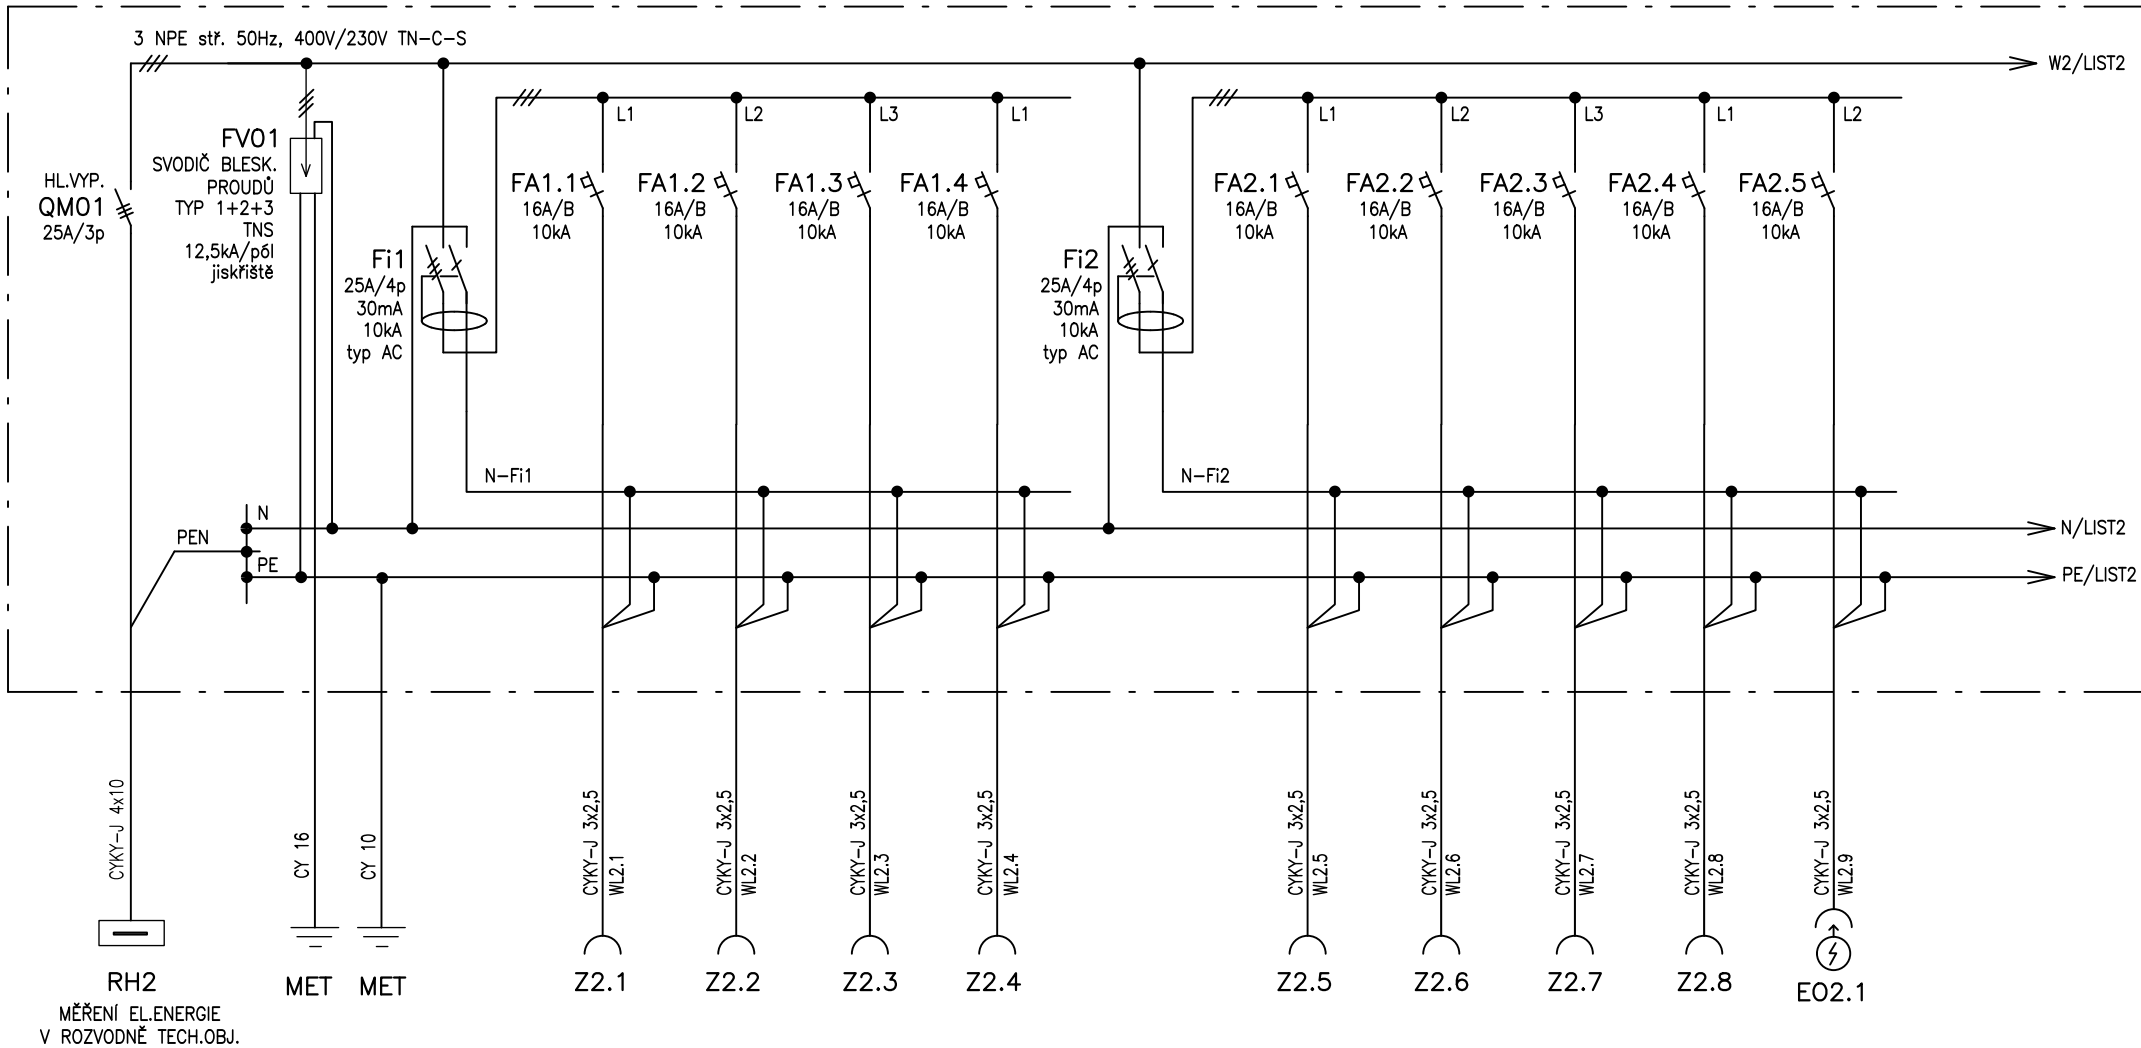 3 NPE stř. 50Hz, 400V/230V TN-C-S
W2/LIST2
L1
L2
L3
L1
L1
L2
L3
L1
L2
HL.VYP.
QM01
25A/3p
FV01
SVODIČ BLESK.
PROUDŮ
TYP 1+2+3
TNS
12,5kA/pól
jiskřiště
Fi1
25A/4p
30mA
10kA
typ AC
FA1.1
16A/B
10kA
FA1.2
16A/B
10kA
FA1.3
16A/B
10kA
FA1.4
16A/B
10kA
Fi2
25A/4p
30mA
10kA
typ AC
FA2.1
16A/B
10kA
FA2.2
16A/B
10kA
FA2.3
16A/B
10kA
FA2.4
16A/B
10kA
FA2.5
16A/B
10kA
N-Fi1
N-Fi2
N
N/LIST2
PEN
PE
PE/LIST2
CYKY-J 4x10
CY 16
CY 10
CYKY-J 3x2,5
WL2.1
CYKY-J 3x2,5
WL2.2
CYKY-J 3x2,5
WL2.3
CYKY-J 3x2,5
WL2.4
CYKY-J 3x2,5
WL2.5
CYKY-J 3x2,5
WL2.6
CYKY-J 3x2,5
WL2.7
CYKY-J 3x2,5
WL2.8
CYKY-J 3x2,5
WL2.9
RH2
MĚŘENÍ EL.ENERGIE
V ROZVODNĚ TECH.OBJ.
MET
MET
Z2.1
Z2.2
Z2.3
Z2.4
Z2.5
Z2.6
Z2.7
Z2.8
EO2.1